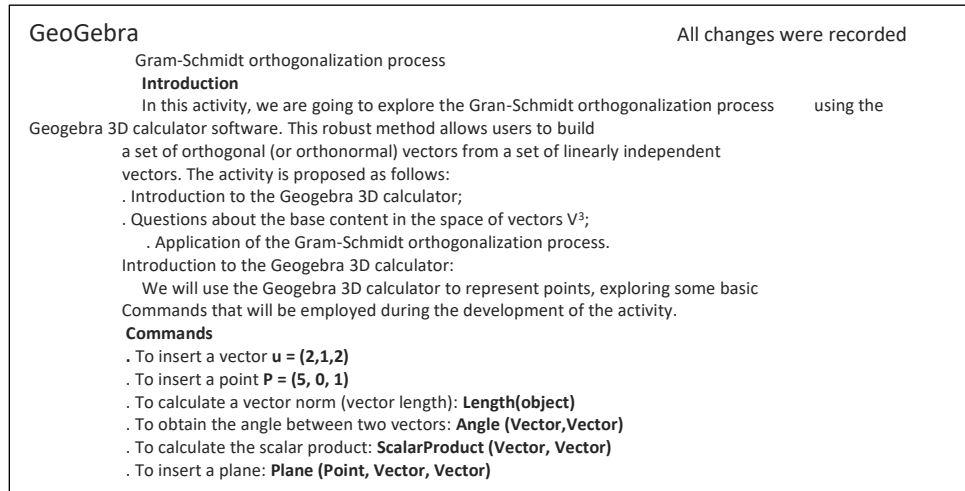 GeoGebra All changes were recorded
Gram-Schmidt orthogonalization process
Introduction
In this activity, we are going to explore the Gran-Schmidt orthogonalization process using the
Geogebra 3D calculator software. This robust method allows users to build
a set of orthogonal (or orthonormal) vectors from a set of linearly independent
vectors. The activity is proposed as follows:
. Introduction to the Geogebra 3D calculator;
. Questions about the base content in the space of vectors V³;
. Application of the Gram-Schmidt orthogonalization process.
Introduction to the Geogebra 3D calculator:
We will use the Geogebra 3D calculator to represent points, exploring some basic
Commands that will be employed during the development of the activity.
Commands
. To insert a vector u = (2,1,2)
. To insert a point P = (5, 0, 1)
. To calculate a vector norm (vector length): Length(object)
. To obtain the angle between two vectors: Angle (Vector,Vector)
. To calculate the scalar product: ScalarProduct (Vector, Vector)
. To insert a plane: Plane (Point, Vector, Vector)